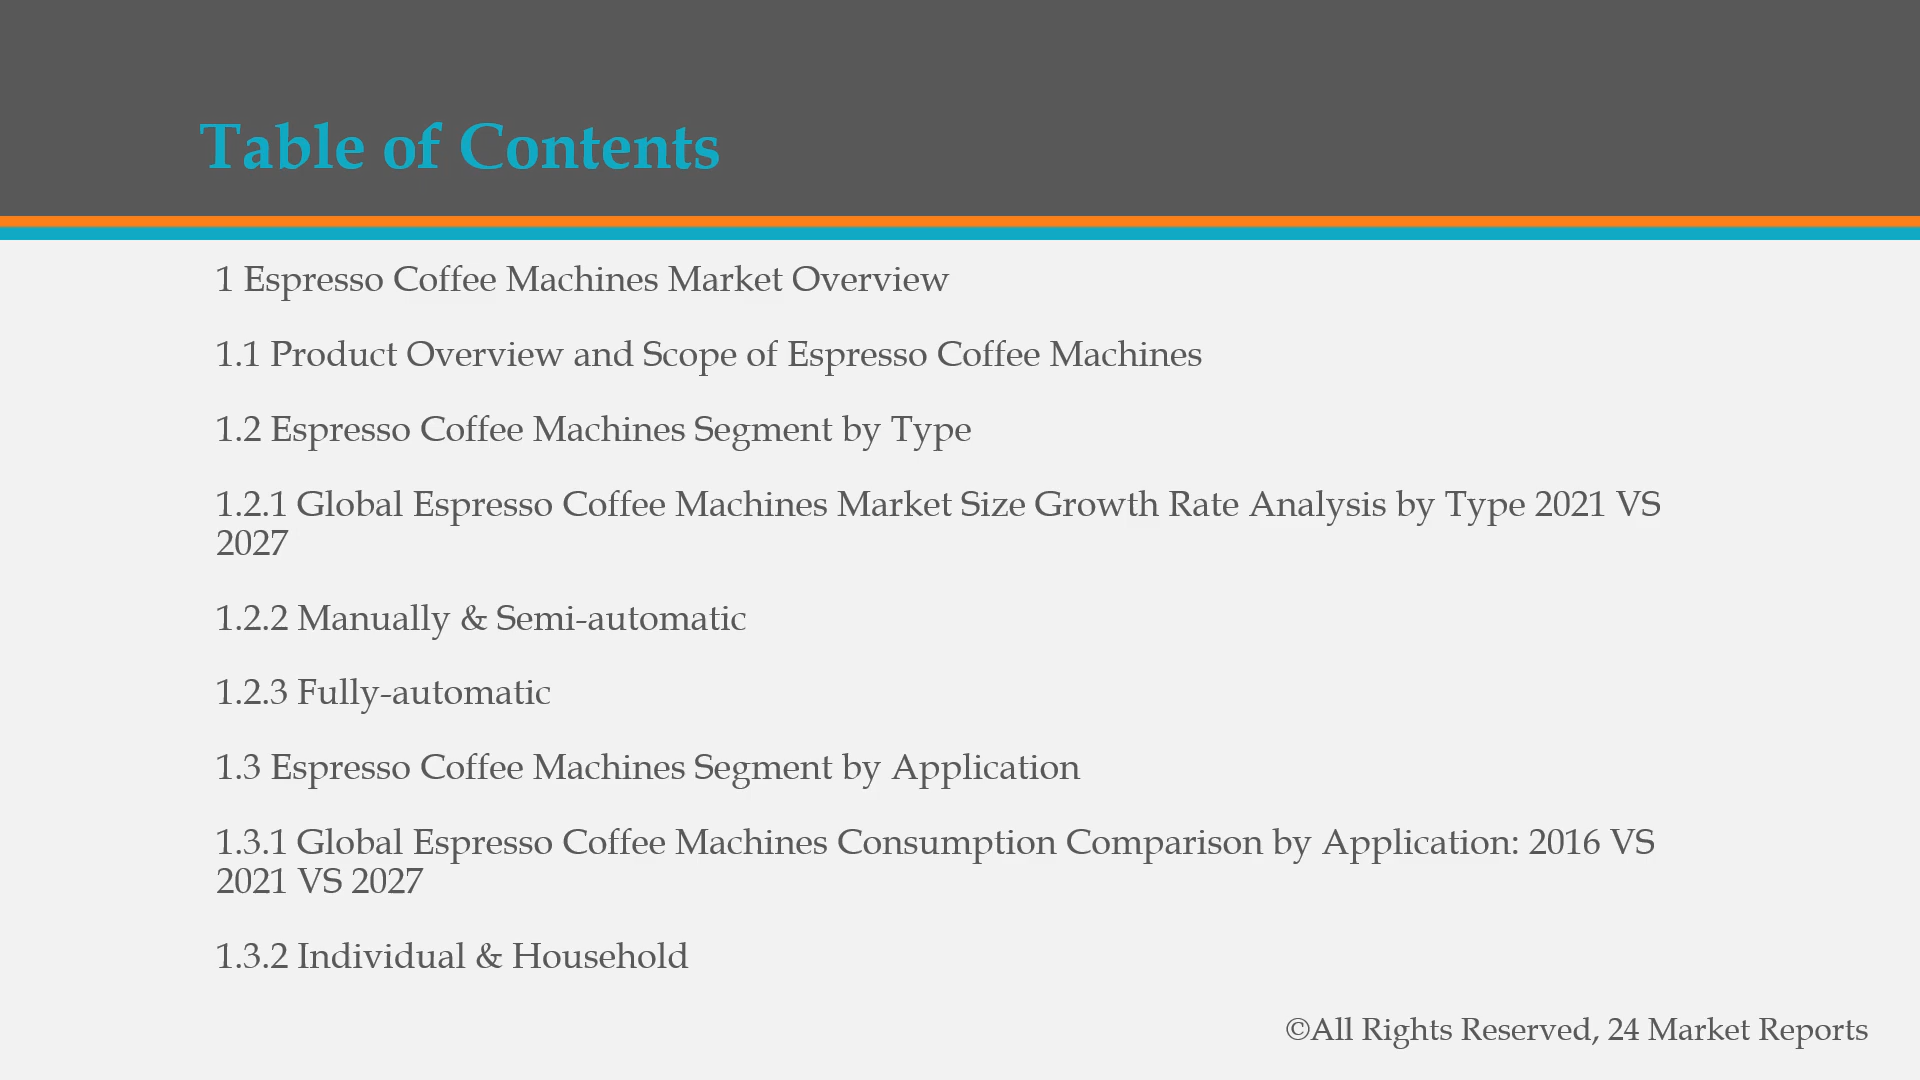 Table of Contents
1 Espresso Coffee Machines Market Overview
1.1 Product Overview and Scope of Espresso Coffee Machines
1.2 Espresso Coffee Machines Segment by Type
1.2.1 Global Espresso Coffee Machines Market Size Growth Rate Analysis by Type 2021 VS
2027
1.2.2 Manually & Semi-automatic
1.2.3 Fully-automatic
1.3 Espresso Coffee Machines Segment by Application
1.3.1 Global Espresso Coffee Machines Consumption Comparison by Application: 2016 VS
2021 VS 2027
1.3.2 Individual & Household
©All Rights Reserved, 24 Market Reports